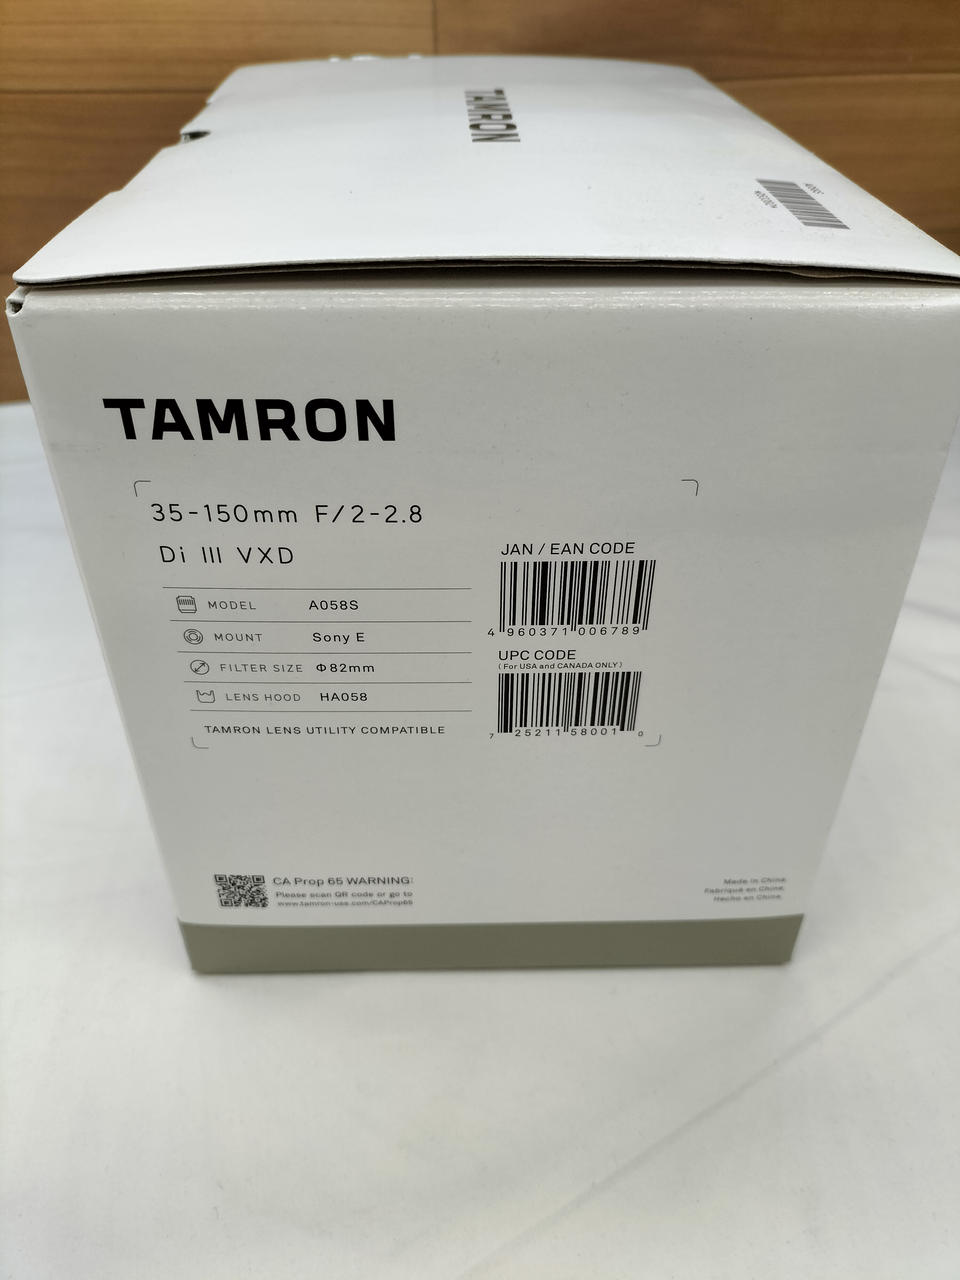 TAMRON
TAMRON
35-150mm F/2-2.8
Di III VXD
MODEL A058S
MOUNT Sony E
FILTER SIZE Φ82mm
LENS HOOD HA058
TAMRON LENS UTILITY COMPATIBLE
JAN / EAN CODE
4 960371 006789
UPC CODE
(For USA and CANADA ONLY)
7 25211 58001 0
CA Prop 65 WARNING:
Please scan QR code or go to
www.tamron-usa.com/CAProp65
Made in China.
Fabriqué en Chine.
Hecho en China.